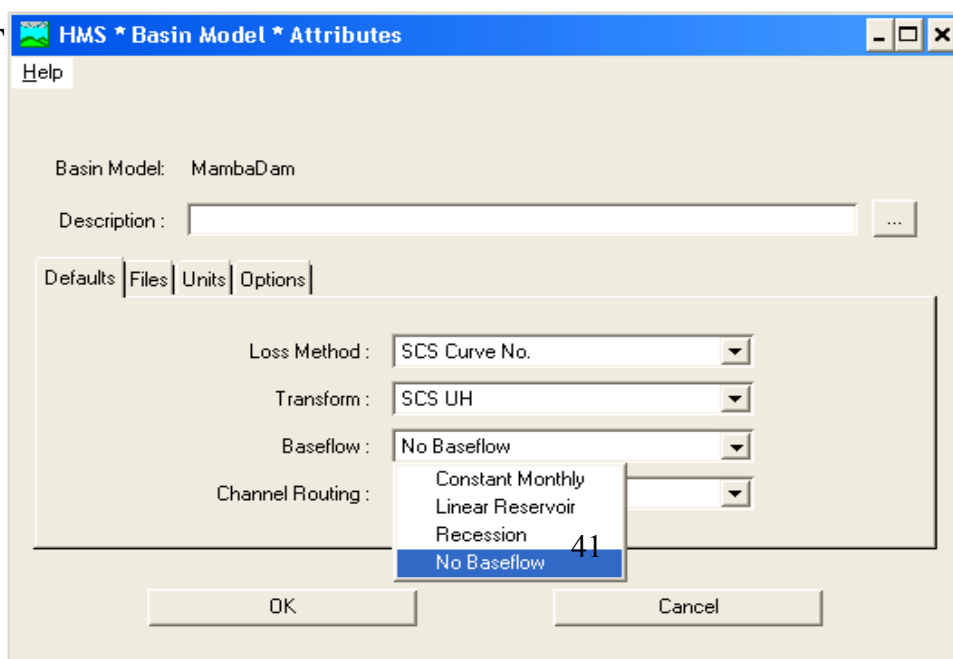 HMS * Basin Model * Attributes
Help
Basin Model: MambaDam
Description : ...
Defaults Files Units Options
Loss Method : SCS Curve No.
Transform : SCS UH
Baseflow : No Baseflow
Channel Routing :
Constant Monthly
Linear Reservoir
Recession
41
No Baseflow
OK Cancel